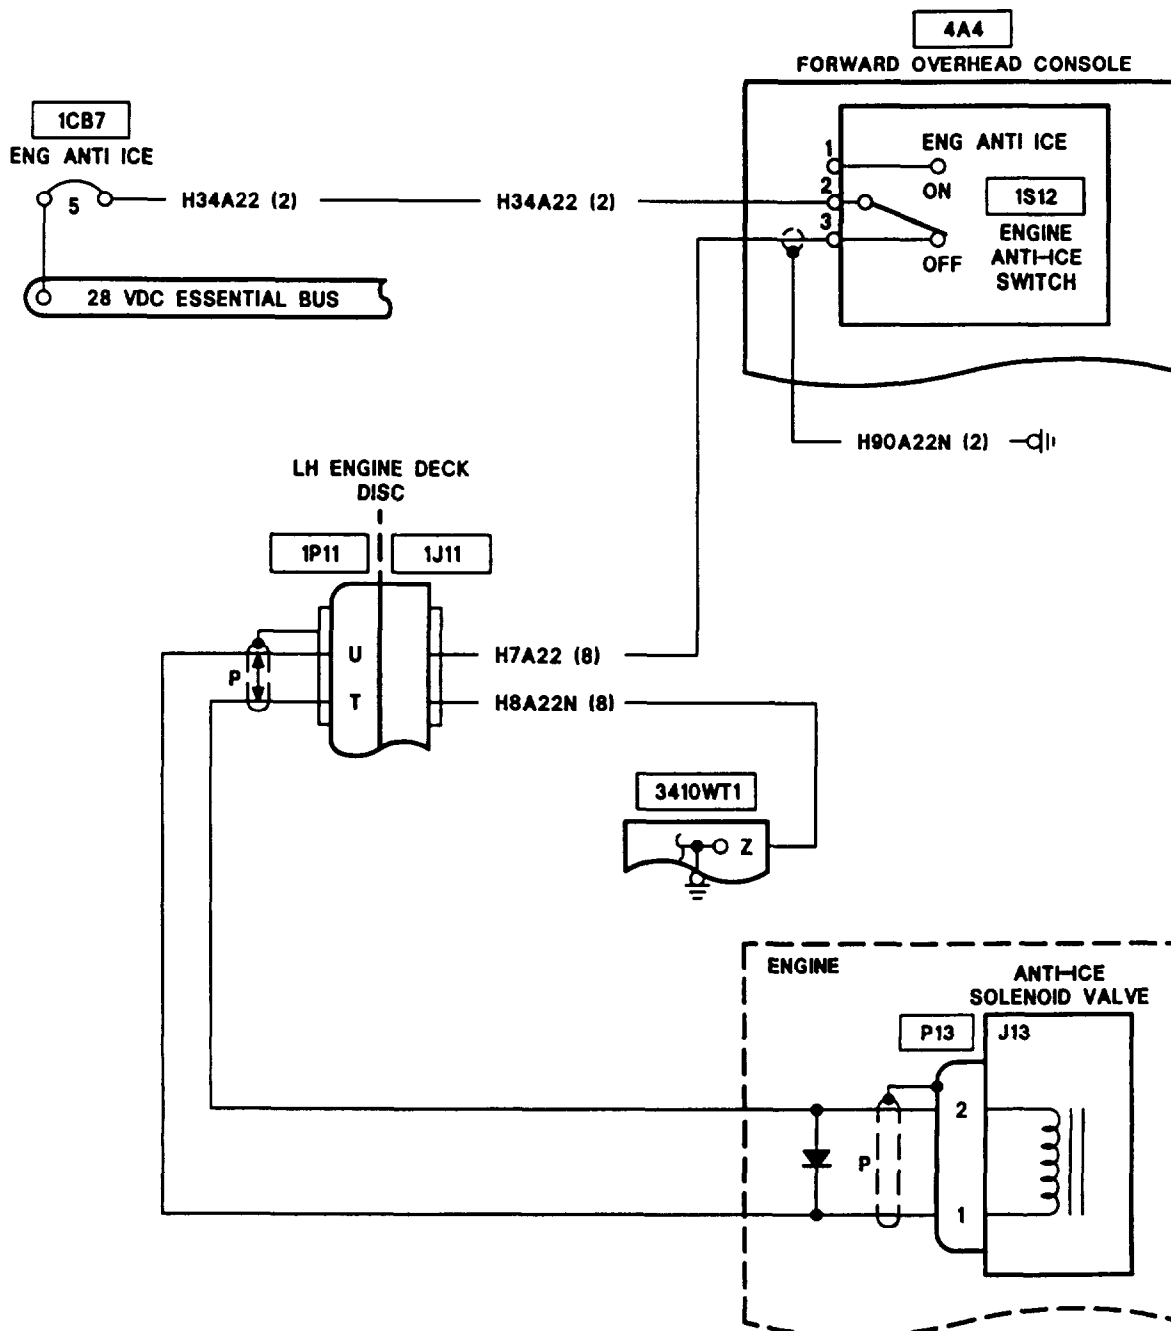 4A4
FORWARD OVERHEAD CONSOLE
1CB7
ENG ANTI ICE
5
H34A22 (2)
H34A22 (2)
28 VDC ESSENTIAL BUS
1
2
3
ENG ANTI ICE
ON
1S12
OFF
ENGINE
ANTI-ICE
SWITCH
H90A22N (2)
LH ENGINE DECK
DISC
1P11
1J11
P
U
T
H7A22 (8)
H8A22N (8)
3410WT1
Z
ENGINE
ANTI-ICE
SOLENOID VALVE
P13
J13
P
2
1